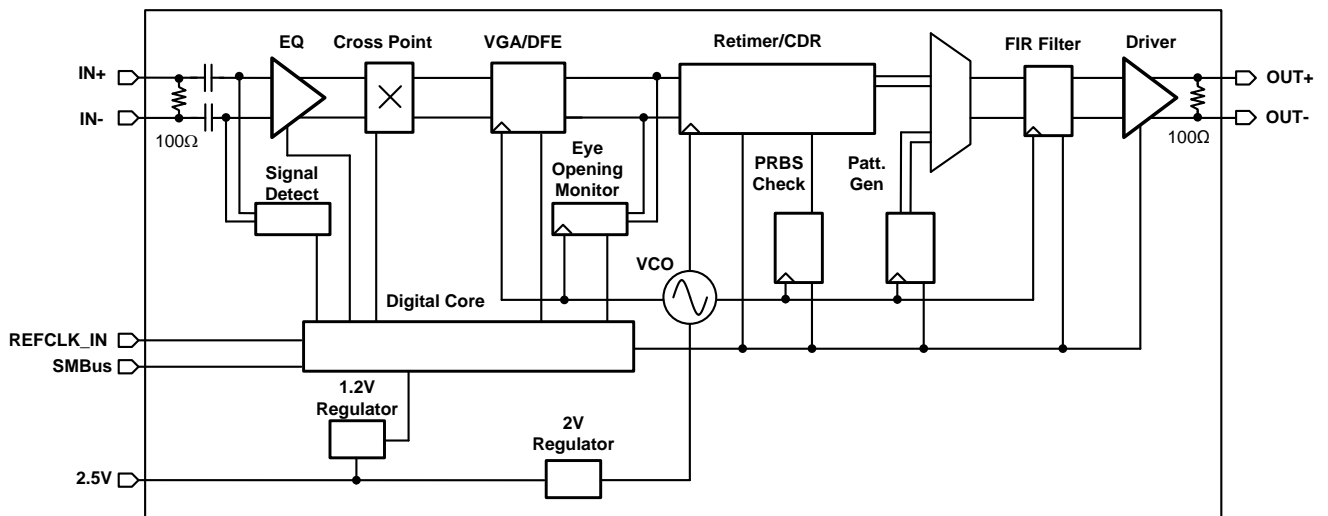 EQ
Cross Point
VGA/DFE
Retimer/CDR
FIR Filter
Driver
IN+
IN-
100Ω
OUT+
OUT-
100Ω
Signal
Detect
Eye
Opening
Monitor
PRBS
Check
Patt.
Gen
VCO
Digital Core
REFCLK_IN
SMBus
1.2V
Regulator
2V
Regulator
2.5V